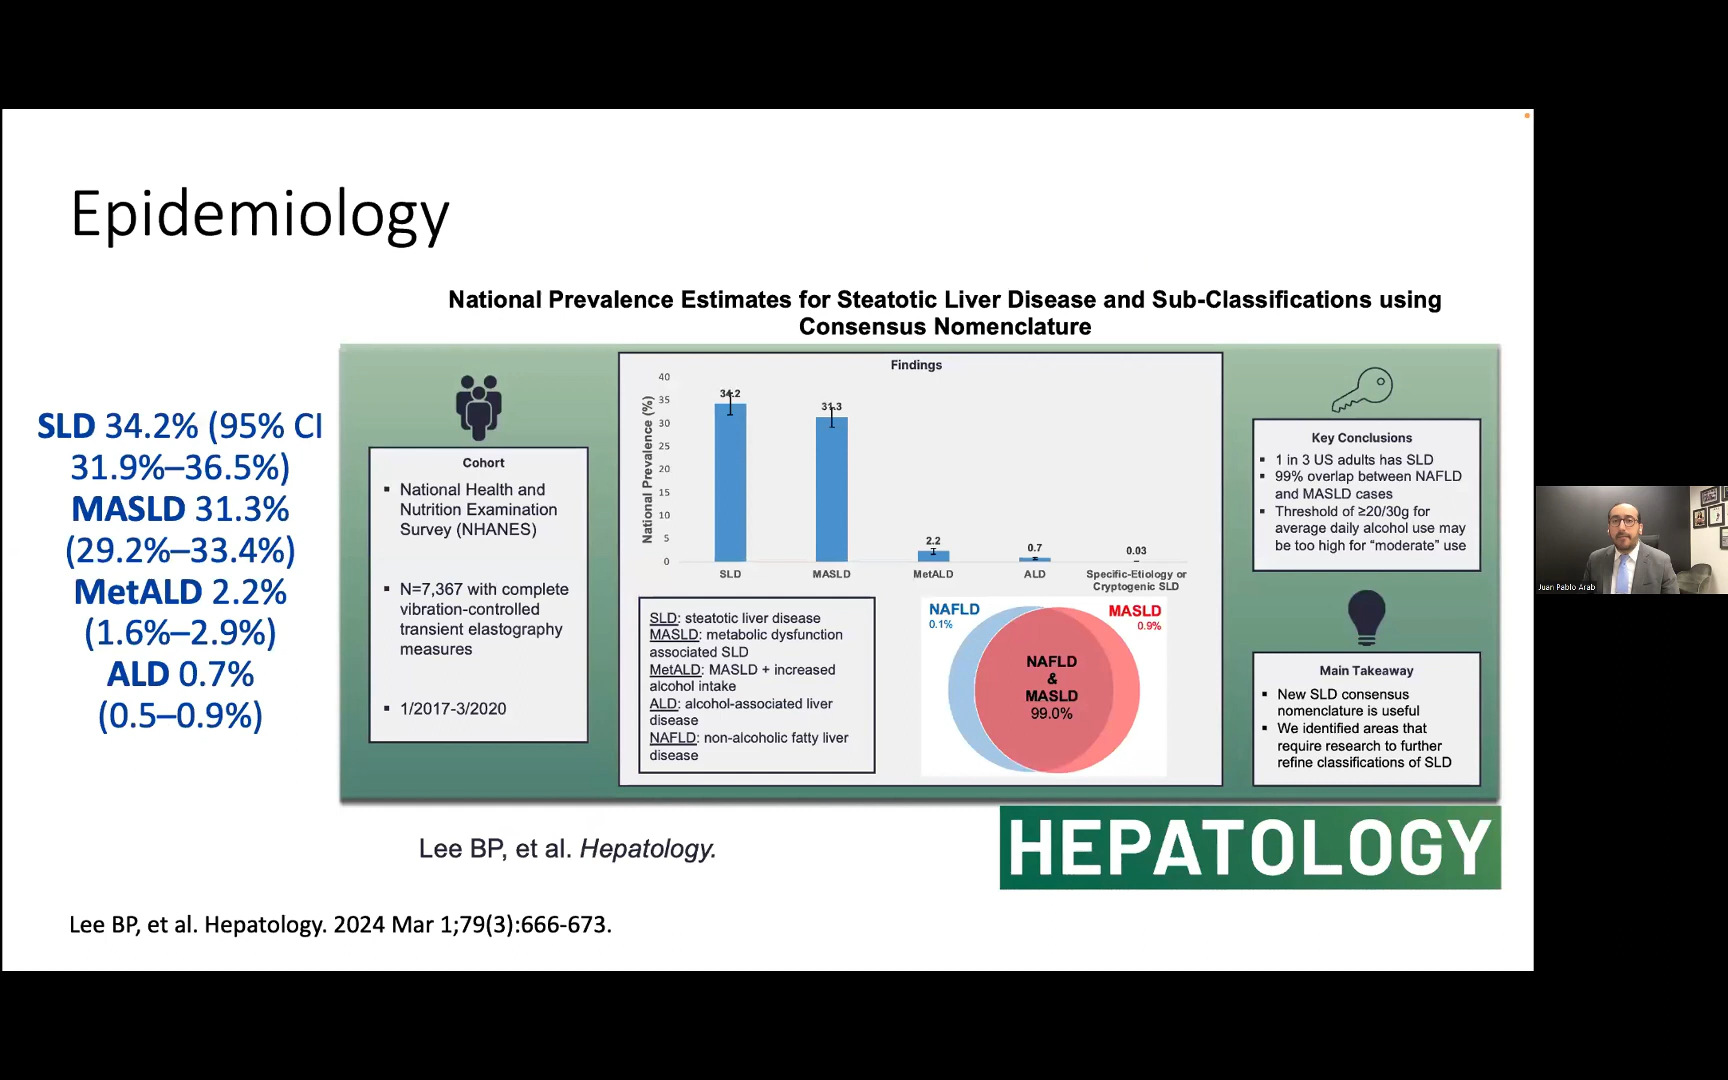 Epidemiology
SLD 34.2% (95% CI
31.9%–36.5%)
MASLD 31.3%
(29.2%–33.4%)
MetALD 2.2%
(1.6%–2.9%)
ALD 0.7%
(0.5–0.9%)
National Prevalence Estimates for Steatotic Liver Disease and Sub-Classifications using
Consensus Nomenclature
Cohort
▪ National Health and
Nutrition Examination
Survey (NHANES)
▪ N=7,367 with complete
vibration-controlled
transient elastography
measures
▪ 1/2017-3/2020
Findings
National Prevalence (%)
40
35
30
25
20
15
10
5
0
34.2
31.3
2.2
0.7
0.03
SLD
MASLD
MetALD
ALD
Specific-Etiology or
Cryptogenic SLD
SLD: steatotic liver disease
MASLD: metabolic dysfunction
associated SLD
MetALD: MASLD + increased
alcohol intake
ALD: alcohol-associated liver
disease
NAFLD: non-alcoholic fatty liver
disease
NAFLD
0.1%
MASLD
0.9%
NAFLD
&
MASLD
99.0%
Key Conclusions
▪ 1 in 3 US adults has SLD
▪ 99% overlap between NAFLD
and MASLD cases
▪ Threshold of ≥20/30g for
average daily alcohol use may
be too high for “moderate” use
Main Takeaway
▪ New SLD consensus
nomenclature is useful
▪ We identified areas that
require research to further
refine classifications of SLD
Lee BP, et al. Hepatology.
HEPATOLOGY
Lee BP, et al. Hepatology. 2024 Mar 1;79(3):666-673.
Juan Pablo Arab